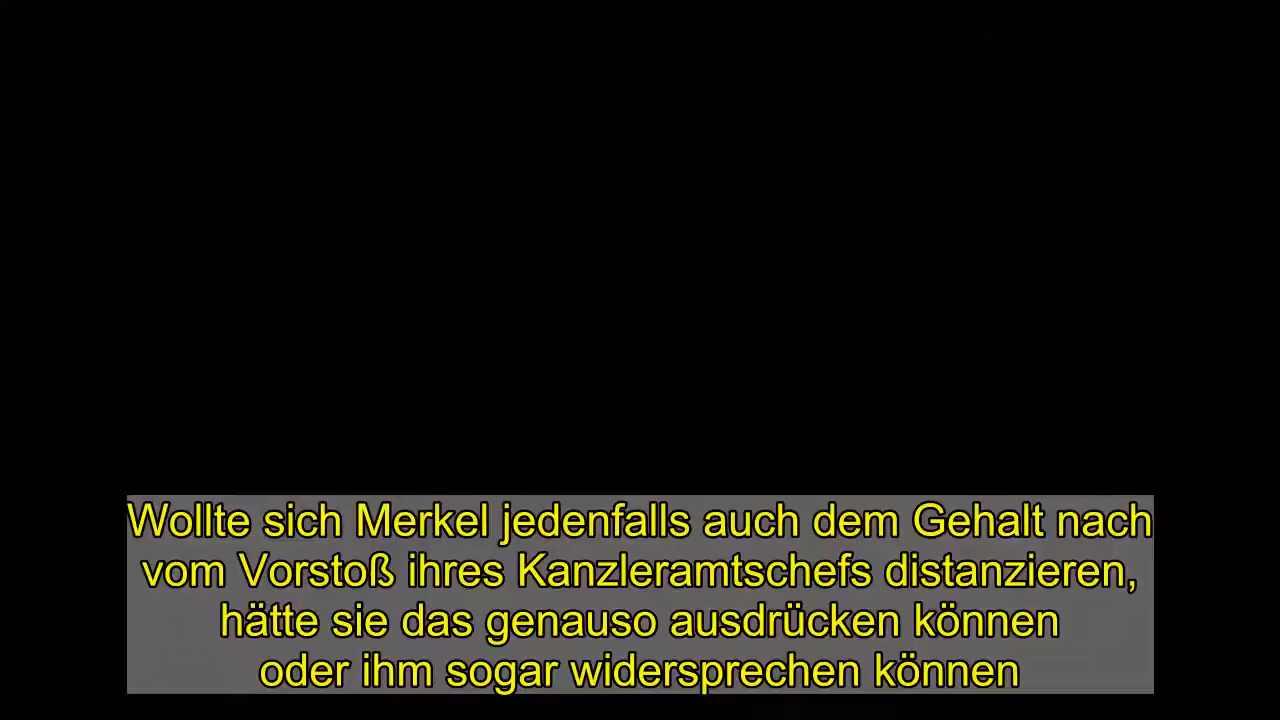 Wollte sich Merkel jedenfalls auch dem Gehalt nach
vom Vorstoß ihres Kanzleramtschefs distanzieren,
hätte sie das genauso ausdrücken können
oder ihm sogar widersprechen können